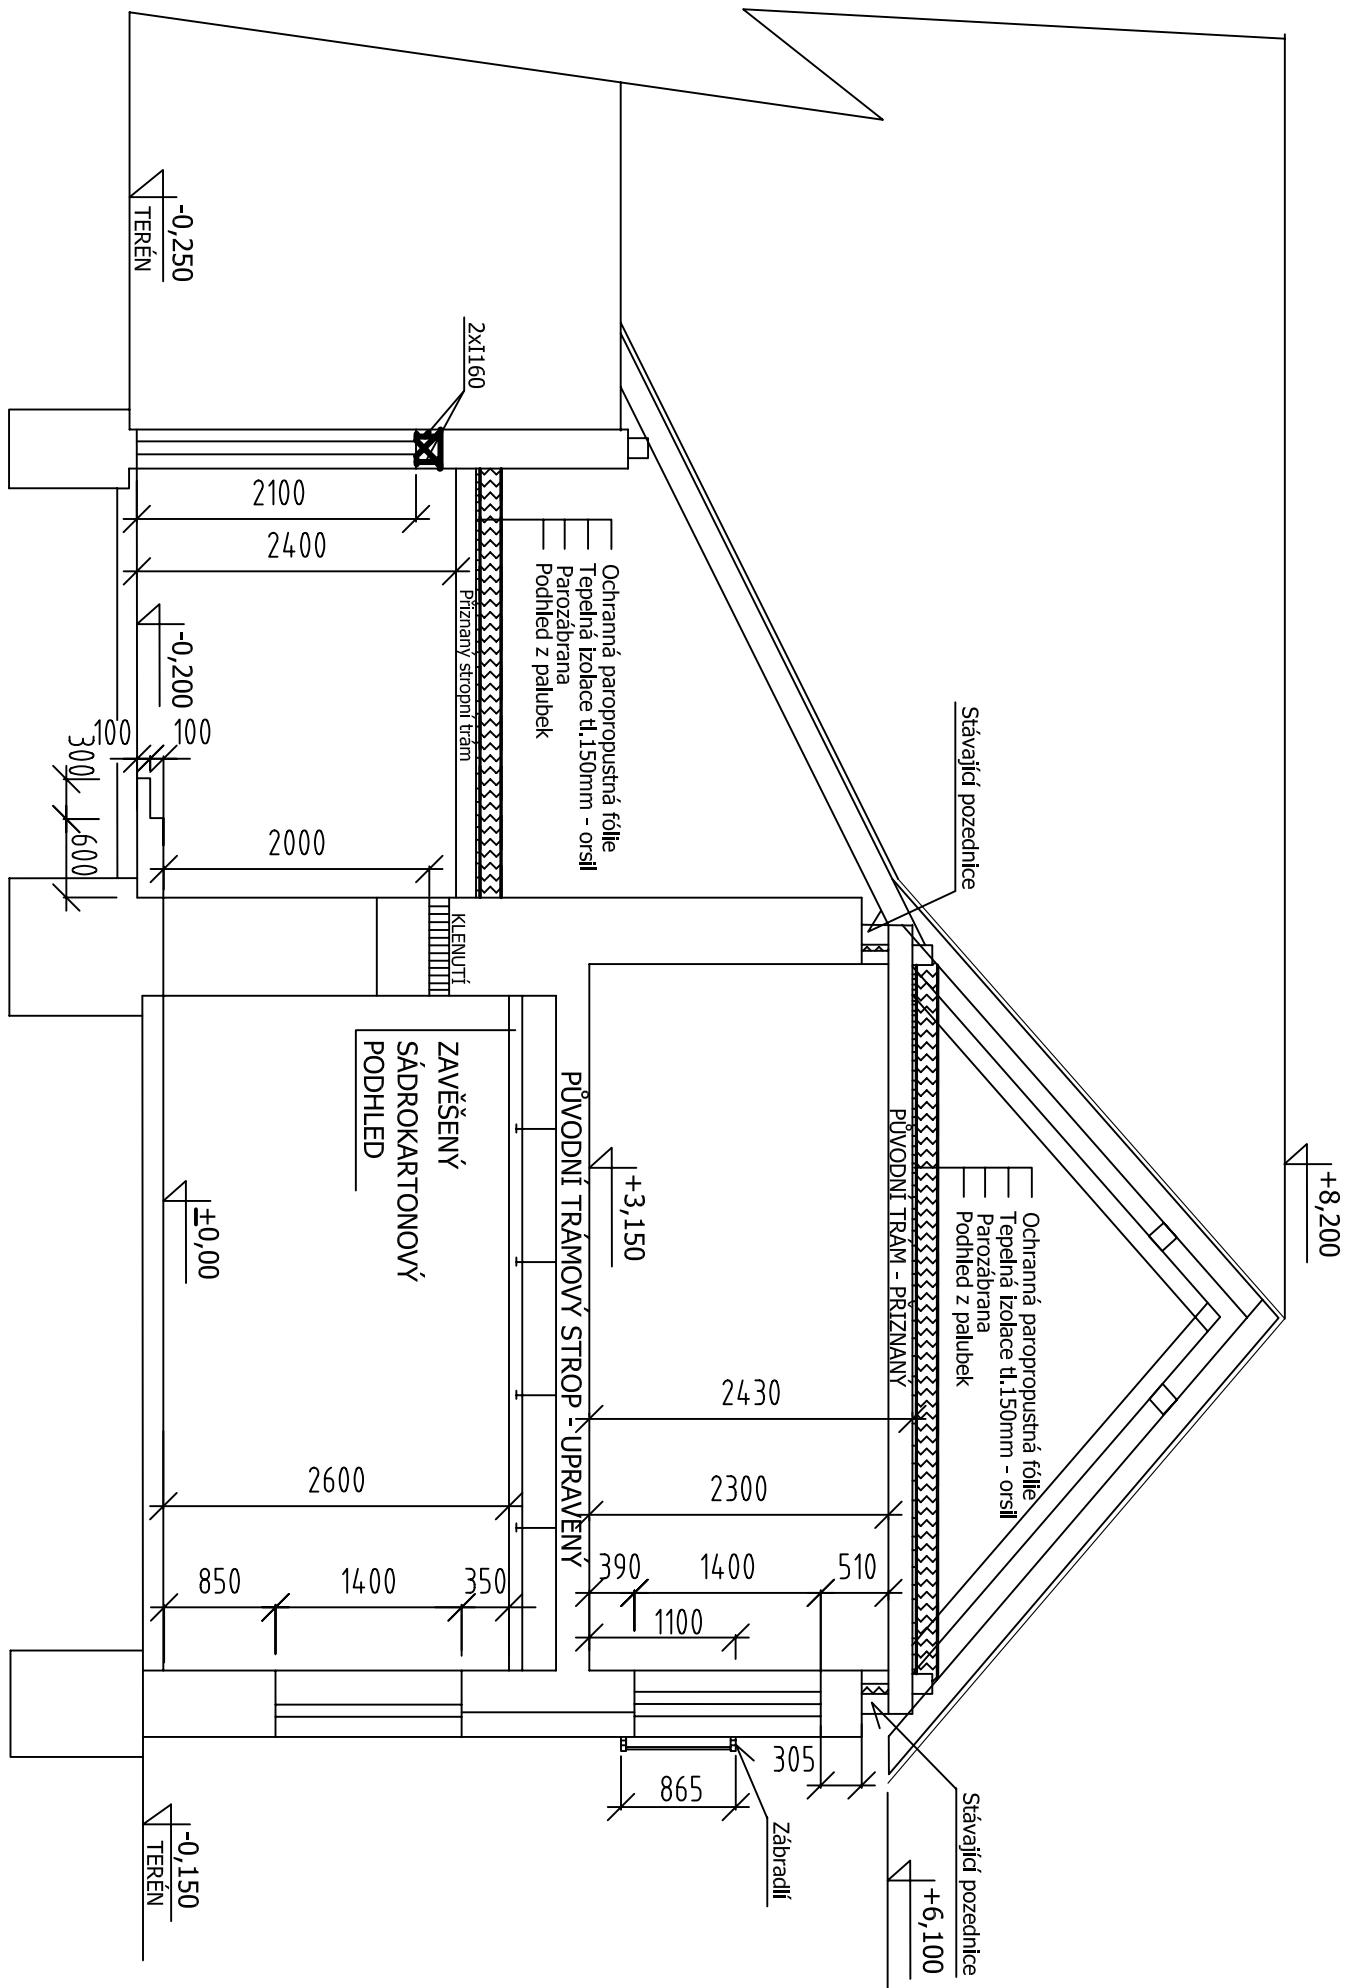 +8,200
Stávající pozednice
+6,100
Stávající pozednice
Ochranná paropropustná fólie
Tepelná izolace tl.150mm - orsil
Parozábrana
Podhled z palubek
PŮVODNÍ TRÁM - PŘIZNANÝ
Ochranná paropropustná fólie
Tepelná izolace tl.150mm - orsil
Parozábrana
Podhled z palubek
2430
2300
510
1400
390
1100
305
865
Zábradlí
+3,150
PŮVODNÍ TRÁMOVÝ STROP - UPRAVENÝ
2xI160
Přiznaný stropní trám
KLENUTÍ
ZAVĚŠENÝ
SÁDROKARTONOVÝ
PODHLED
2100
2400
2000
2600
350
1400
850
-0,250
TERÉN
-0,200
100
100
300
600
±0,00
-0,150
TERÉN